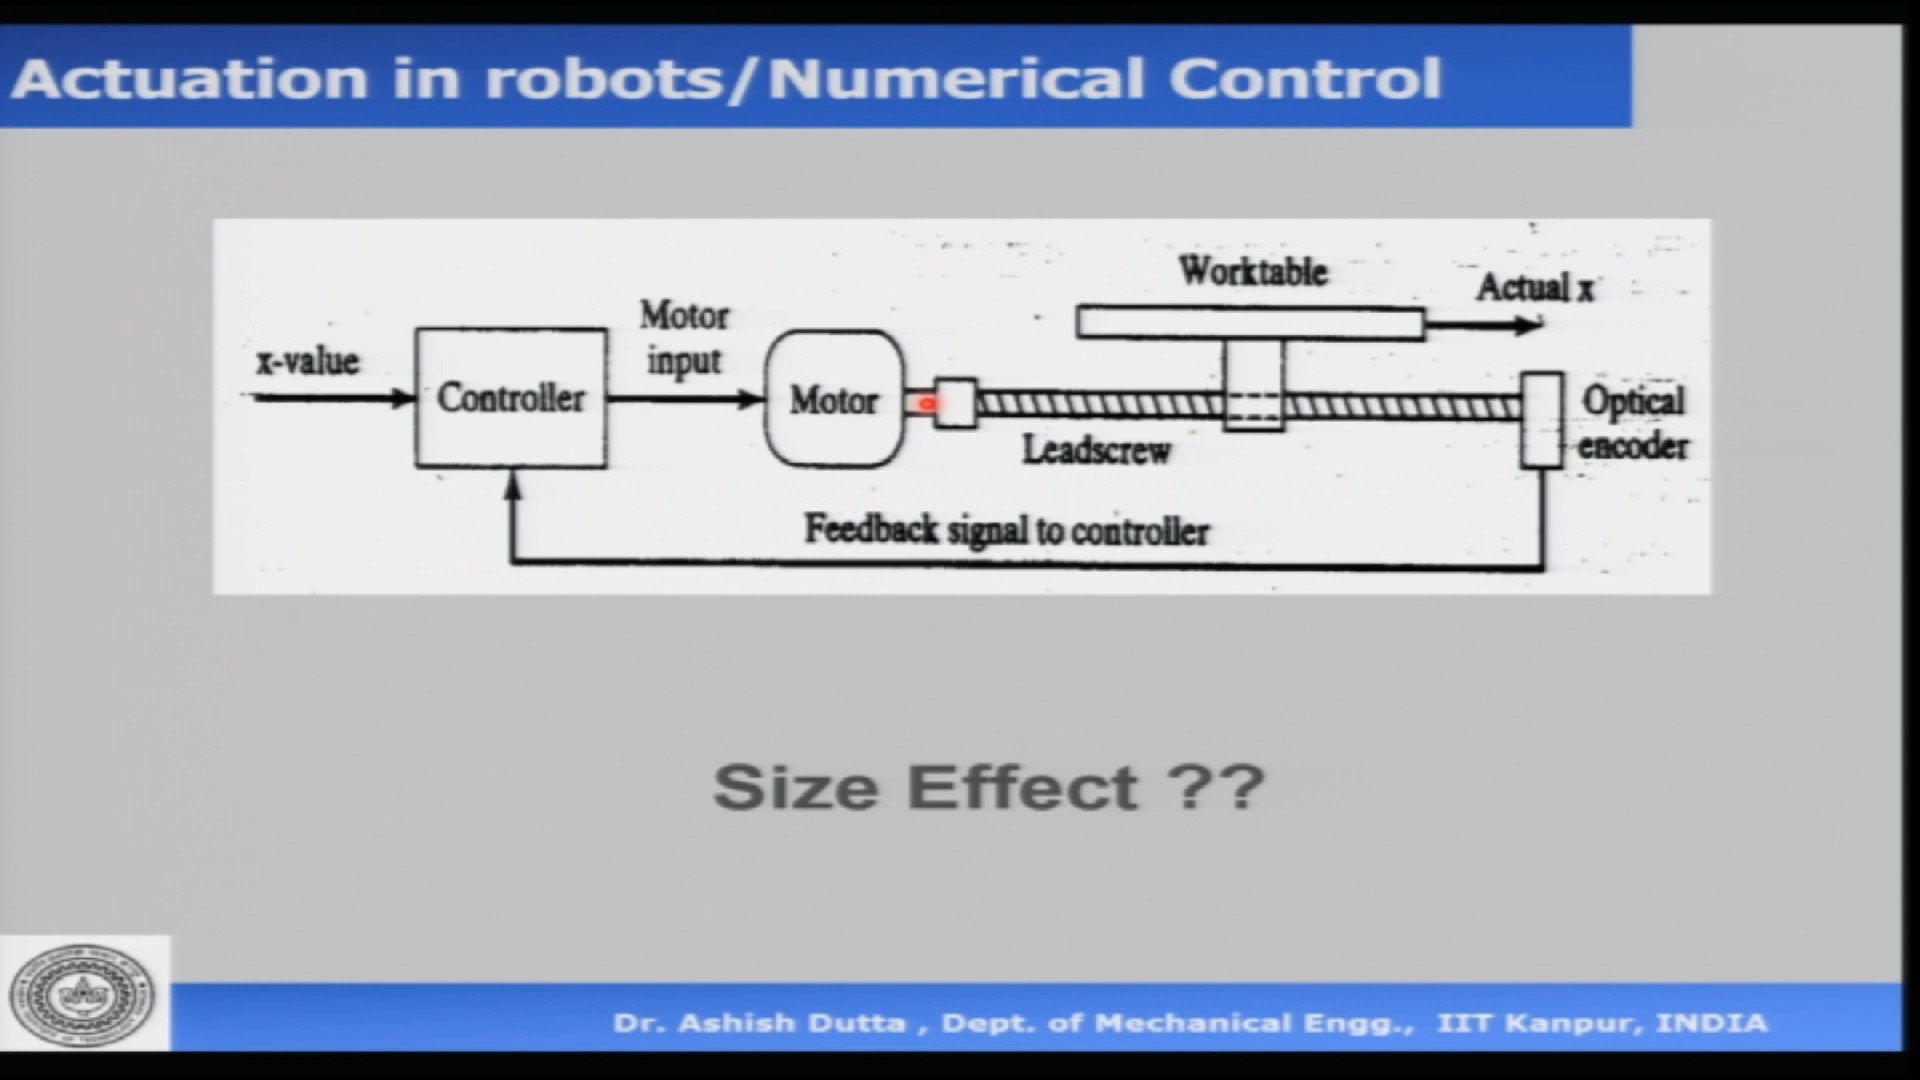 Actuation in robots/Numerical Control
Worktable
Actual x
Motor
input
x-value
Controller
Motor
Optical
encoder
Leadscrew
Feedback signal to controller
Size Effect ??
Dr. Ashish Dutta , Dept. of Mechanical Engg., IIT Kanpur, INDIA